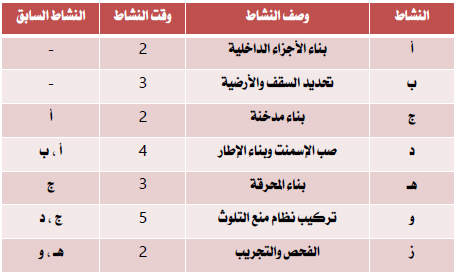 النشاط وصف النشاط وقت النشاط النشاط السابق
أ بناء الأجزاء الداخلية 2 -
ب تحديد السقف والأرضية 3 -
ج بناء مدخنة 2 أ
د صب الإسمنت وبناء الإطار 4 أ ، ب
هـ بناء المحرقة 3 ج
و تركيب نظام منع التلوث 5 ج ، د
ز الفحص والتجريب 2 هـ ، و